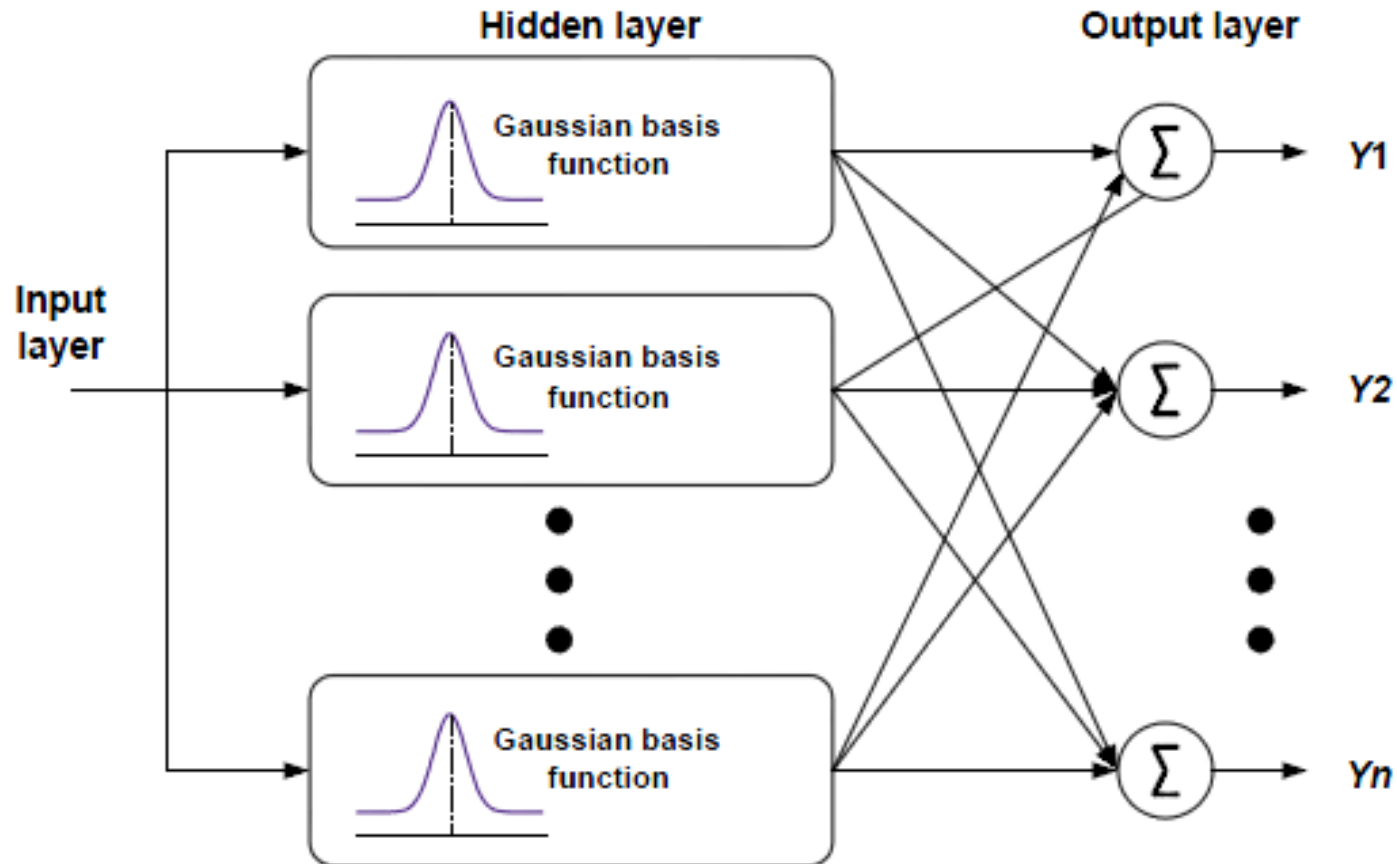 Hidden layer
Output layer
Gaussian basis
function
Σ
Y1
Input
layer
Gaussian basis
function
Σ
Y2
Gaussian basis
function
Σ
Yn